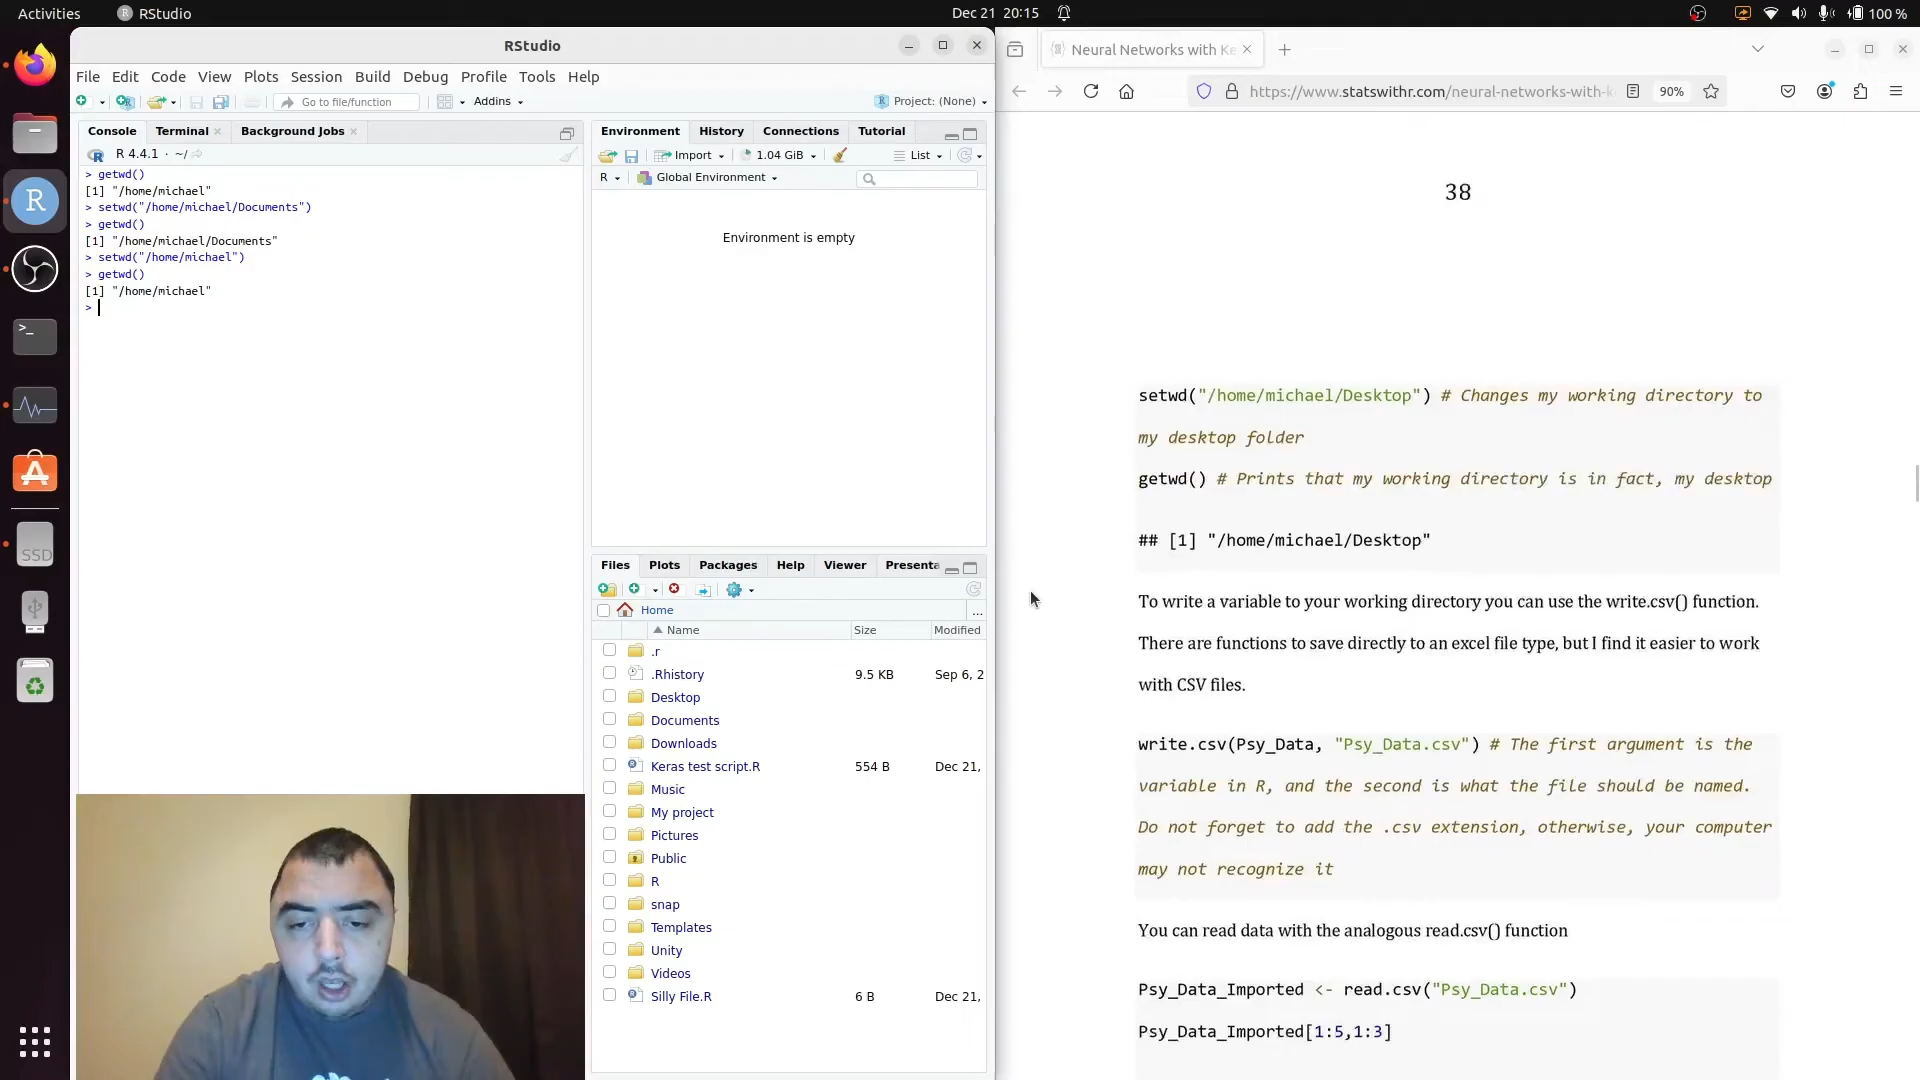 Activities
RStudio
Dec 21 20:15
100 %
RStudio
File Edit Code View Plots Session Build Debug Profile Tools Help
Go to file/function
Addins
Project: (None)
Console Terminal Background Jobs
R 4.4.1 · ~/
> getwd()
[1] "/home/michael"
> setwd("/home/michael/Documents")
> getwd()
[1] "/home/michael/Documents"
> setwd("/home/michael")
> getwd()
[1] "/home/michael"
>
Environment History Connections Tutorial
Import 1.04 GiB List
R Global Environment
Environment is empty
Files Plots Packages Help Viewer Presenta
Home ...
Name Size Modified
.r
.Rhistory 9.5 KB Sep 6, 2
Desktop
Documents
Downloads
Keras test script.R 554 B Dec 21,
Music
My project
Pictures
Public
R
snap
Templates
Unity
Videos
Silly File.R 6 B Dec 21,
SSD
Neural Networks with Ke
https://www.statswithr.com/neural-networks-with-k
90%
38
setwd("/home/michael/Desktop") # Changes my working directory to
my desktop folder
getwd() # Prints that my working directory is in fact, my desktop
## [1] "/home/michael/Desktop"
To write a variable to your working directory you can use the write.csv() function.
There are functions to save directly to an excel file type, but I find it easier to work
with CSV files.
write.csv(Psy_Data, "Psy_Data.csv") # The first argument is the
variable in R, and the second is what the file should be named.
Do not forget to add the .csv extension, otherwise, your computer
may not recognize it
You can read data with the analogous read.csv() function
Psy_Data_Imported <- read.csv("Psy_Data.csv")
Psy_Data_Imported[1:5,1:3]